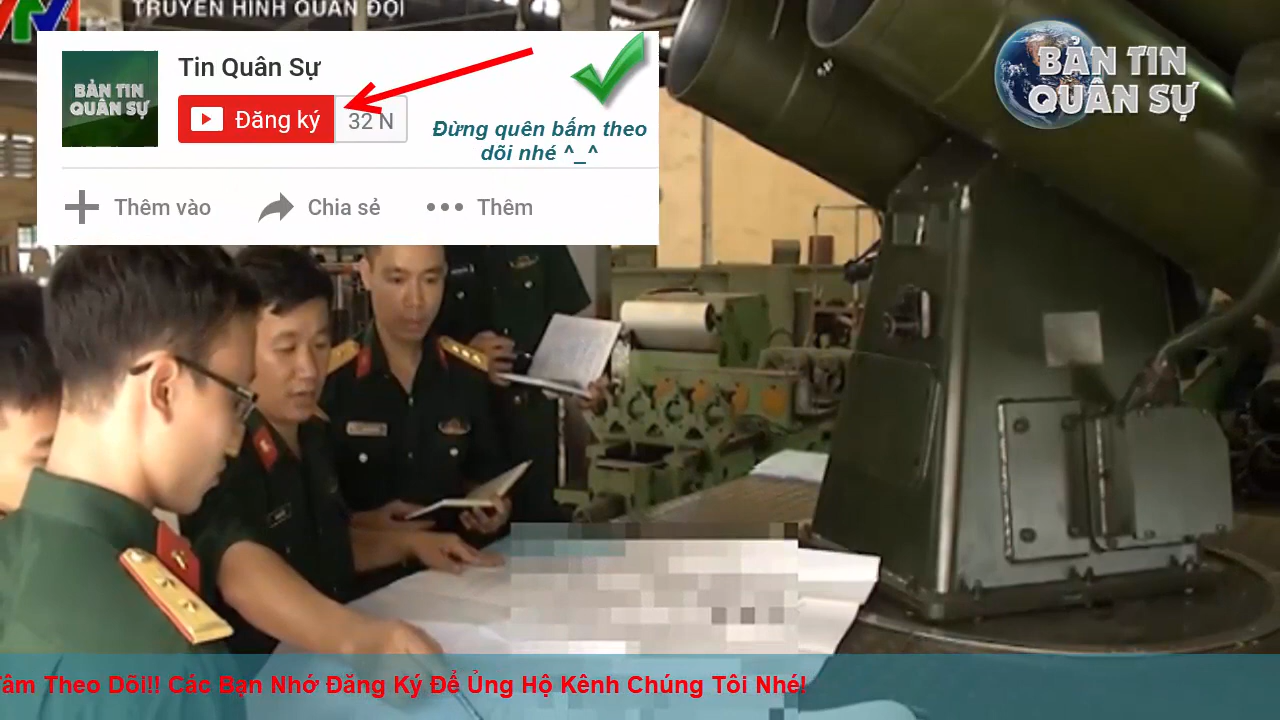 VTV1
TRUYỀN HÌNH QUÂN ĐỘI
BẢN TIN
QUÂN SỰ
Tin Quân Sự
Đăng ký
32 N
Đừng quên bấm theo
dõi nhé ^_^
Thêm vào
Chia sẻ
Thêm
BẢN TIN
QUÂN SỰ
Tâm Theo Dõi!! Các Bạn Nhớ Đăng Ký Để Ủng Hộ Kênh Chúng Tôi Nhé!